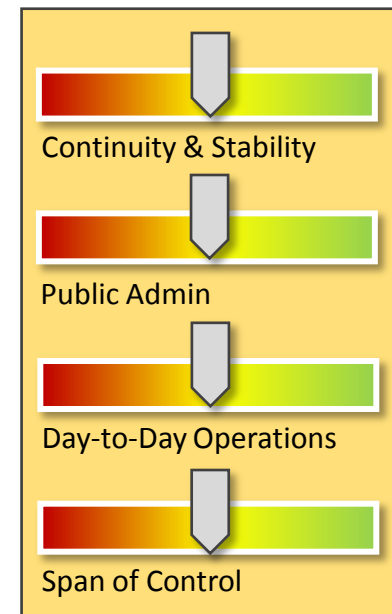 Continuity & Stability
Public Admin
Day-to-Day Operations
Span of Control